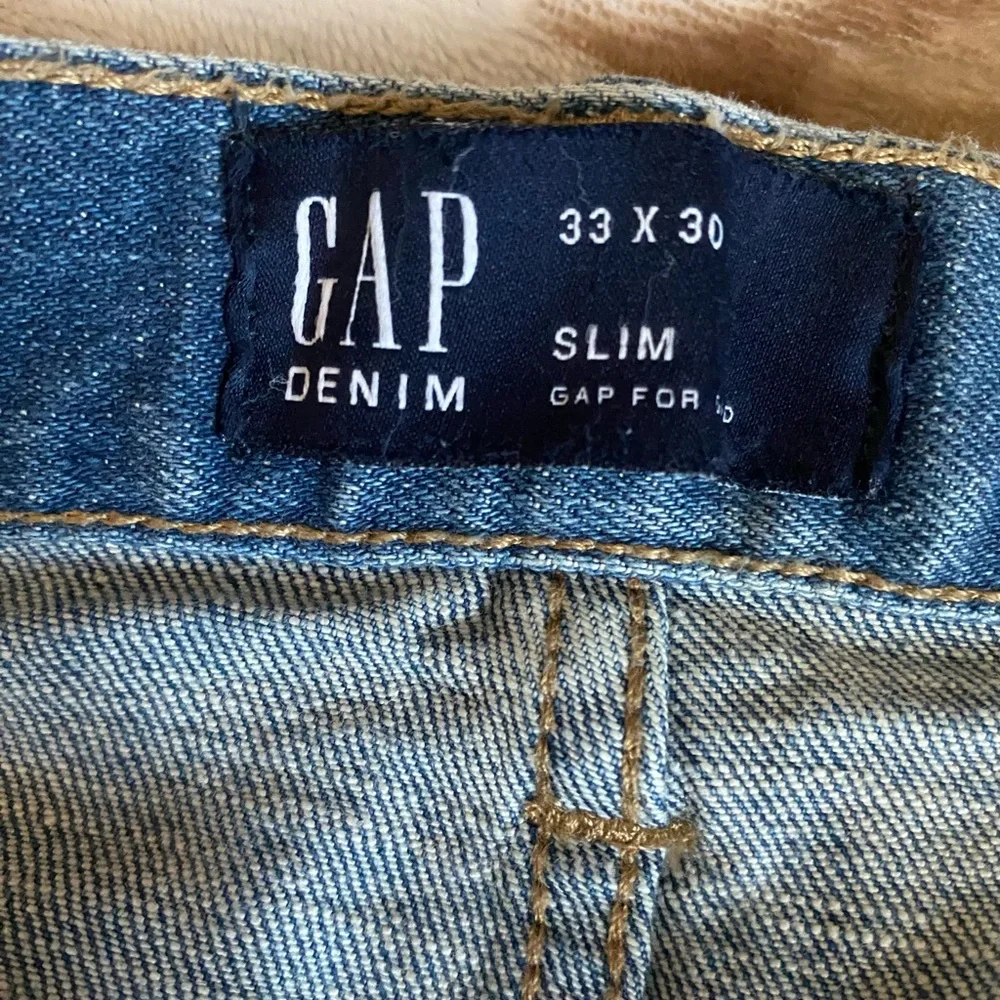 GAP
DENIM
33 X 30
SLIM
GAP FOR